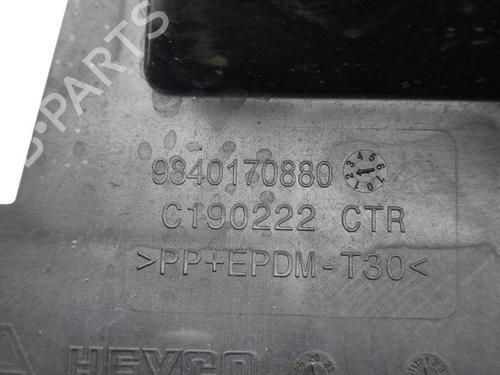 B-PARTS
9840170880
C190222 CTR
>PP+EPDM-T30<
HEYCO